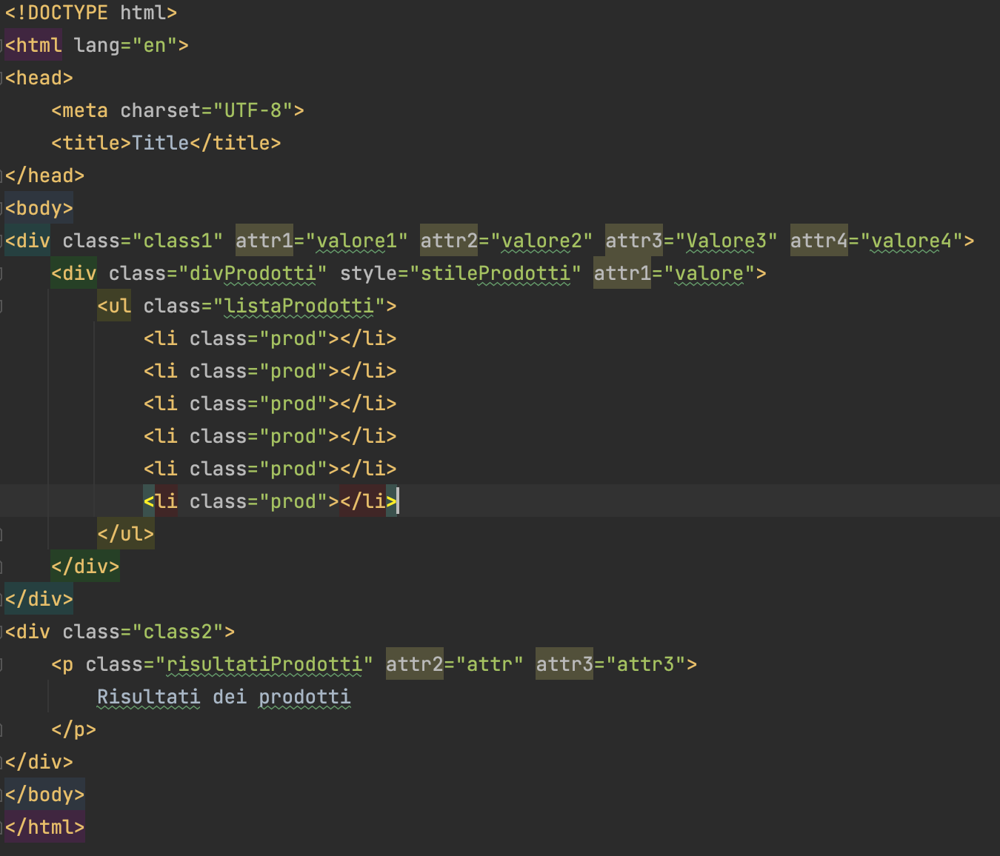 <!DOCTYPE html>
<html lang="en">
<head>
    <meta charset="UTF-8">
    <title>Title</title>
</head>
<body>
<div class="class1" attr1="valore1" attr2="valore2" attr3="Valore3" attr4="valore4">
    <div class="divProdotti" style="stileProdotti" attr1="valore">
        <ul class="listaProdotti">
            <li class="prod"></li>
            <li class="prod"></li>
            <li class="prod"></li>
            <li class="prod"></li>
            <li class="prod"></li>
            <li class="prod"></li>
        </ul>
    </div>
</div>
<div class="class2">
    <p class="risultatiProdotti" attr2="attr" attr3="attr3">
        Risultati dei prodotti
    </p>
</div>
</body>
</html>